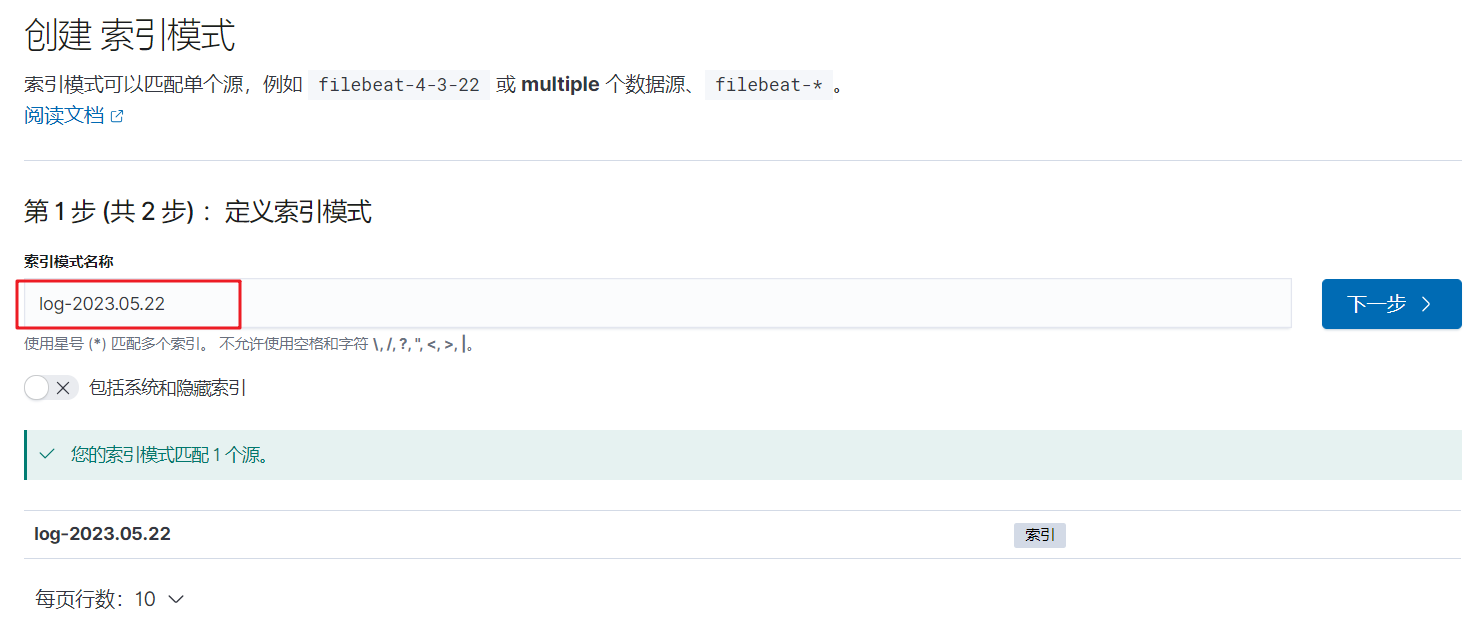 创建 索引模式
索引模式可以匹配单个源，例如 filebeat-4-3-22 或 multiple 个数据源、 filebeat-* 。
阅读文档
第 1 步 (共 2 步) ：定义索引模式
索引模式名称
log-2023.05.22
下一步
使用星号 (*) 匹配多个索引。 不允许使用空格和字符 \, /, ?, ", <, >, |。
包括系统和隐藏索引
您的索引模式匹配 1 个源。
log-2023.05.22 索引
每页行数：10